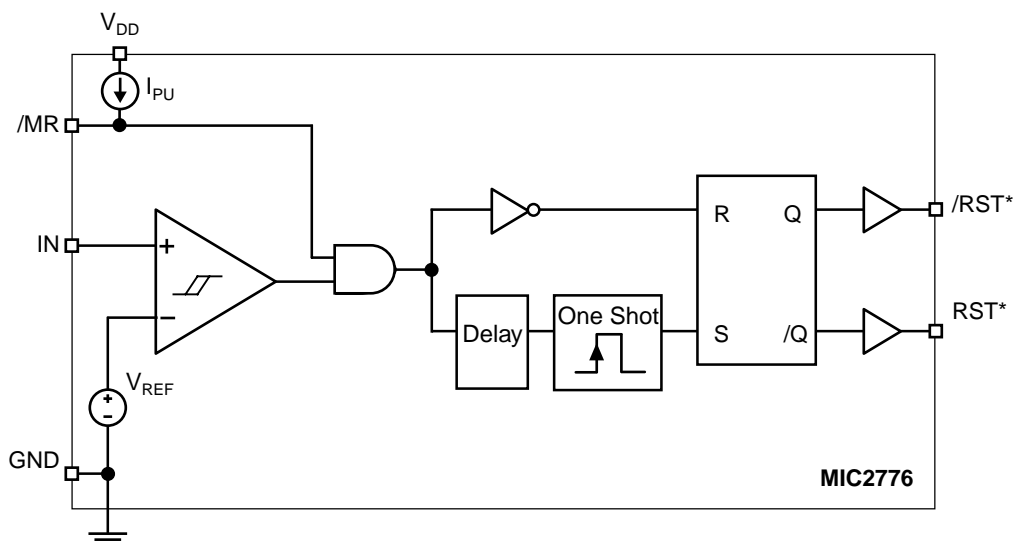 VDD
IPU
/MR
IN
+
−
VREF
+
−
GND
Delay
One Shot
R
Q
S
/Q
/RST*
RST*
MIC2776